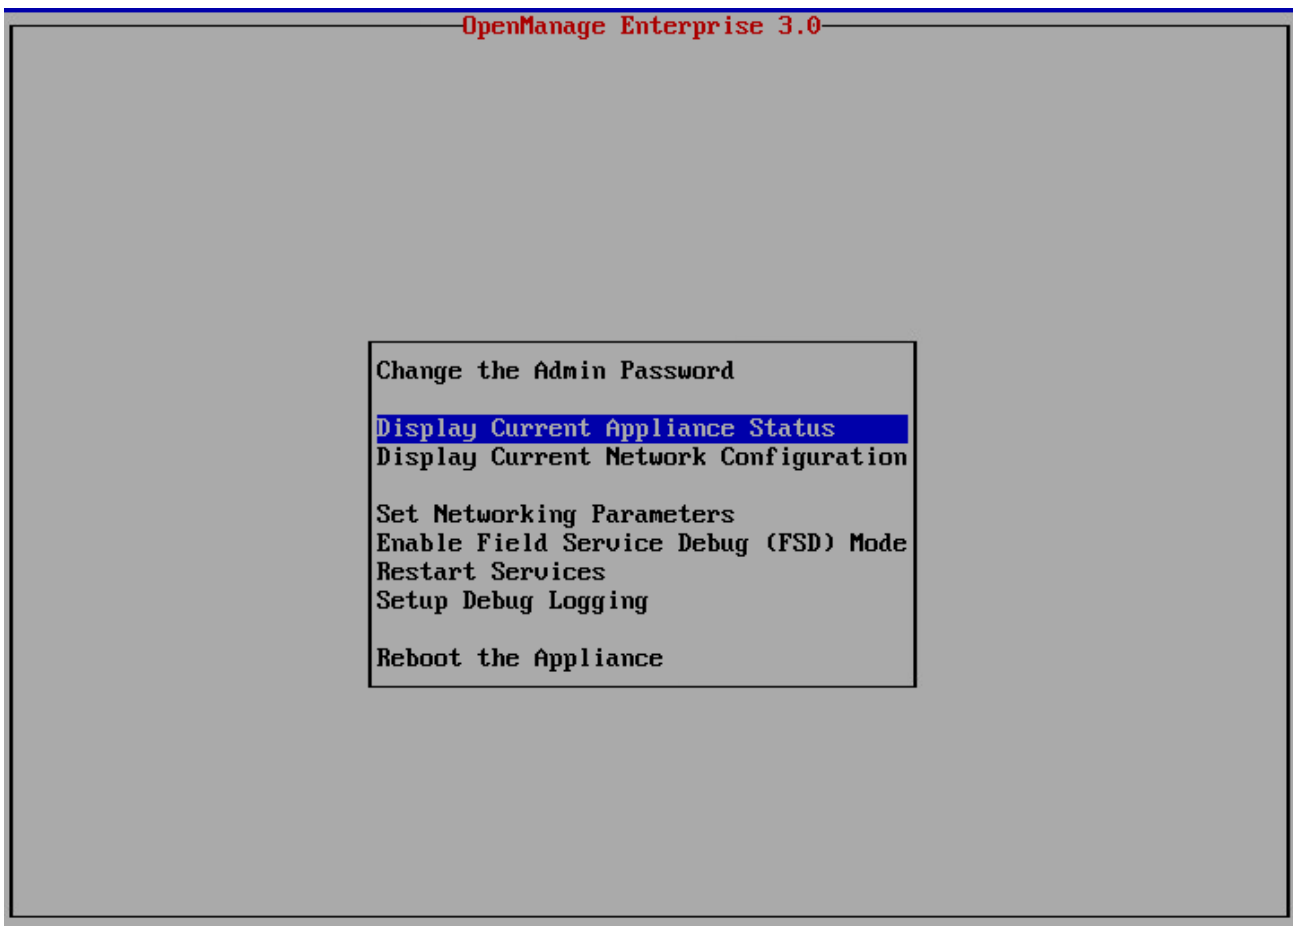 OpenManage Enterprise 3.0
Change the Admin Password
Display Current Appliance Status
Display Current Network Configuration
Set Networking Parameters
Enable Field Service Debug (FSD) Mode
Restart Services
Setup Debug Logging
Reboot the Appliance